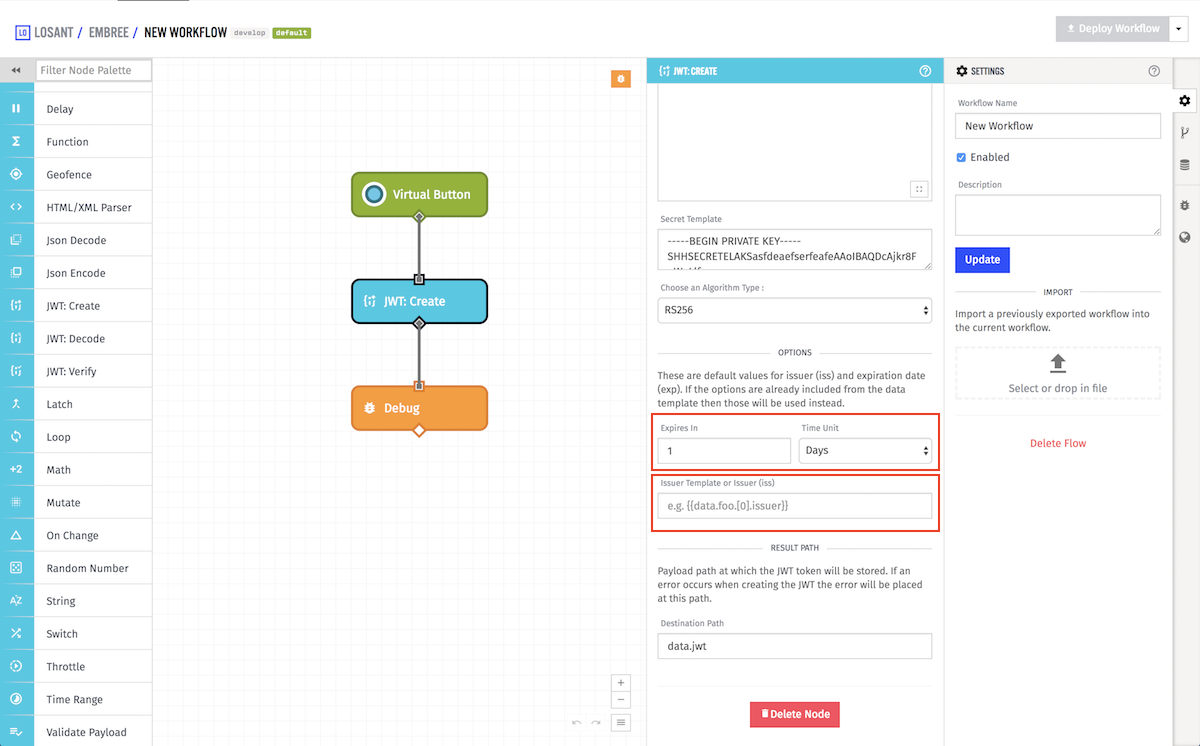 LO LOSANT / EMBREE / NEW WORKFLOW develop default
Deploy Workflow
Filter Node Palette
Delay
Function
Geofence
HTML/XML Parser
Json Decode
Json Encode
JWT: Create
JWT: Decode
JWT: Verify
Latch
Loop
+2 Math
Mutate
On Change
Random Number
AZ String
Switch
Throttle
Time Range
Validate Payload
Virtual Button
JWT: Create
Debug
JWT: CREATE
Secret Template
-----BEGIN PRIVATE KEY-----
SHHSECRETELAKSasfdeaefserfeafeAAoIBAQDcAjkr8F
Choose an Algorithm Type :
RS256
OPTIONS
These are default values for issuer (iss) and expiration date
(exp). If the options are already included from the data
template then those will be used instead.
Expires In
Time Unit
1
Days
Issuer Template or Issuer (iss)
e.g. {{data.foo.[0].issuer}}
RESULT PATH
Payload path at which the JWT token will be stored. If an
error occurs when creating the JWT the error will be placed
at this path.
Destination Path
data.jwt
Delete Node
SETTINGS
Workflow Name
New Workflow
Enabled
Description
Update
IMPORT
Import a previously exported workflow into
the current workflow.
Select or drop in file
Delete Flow